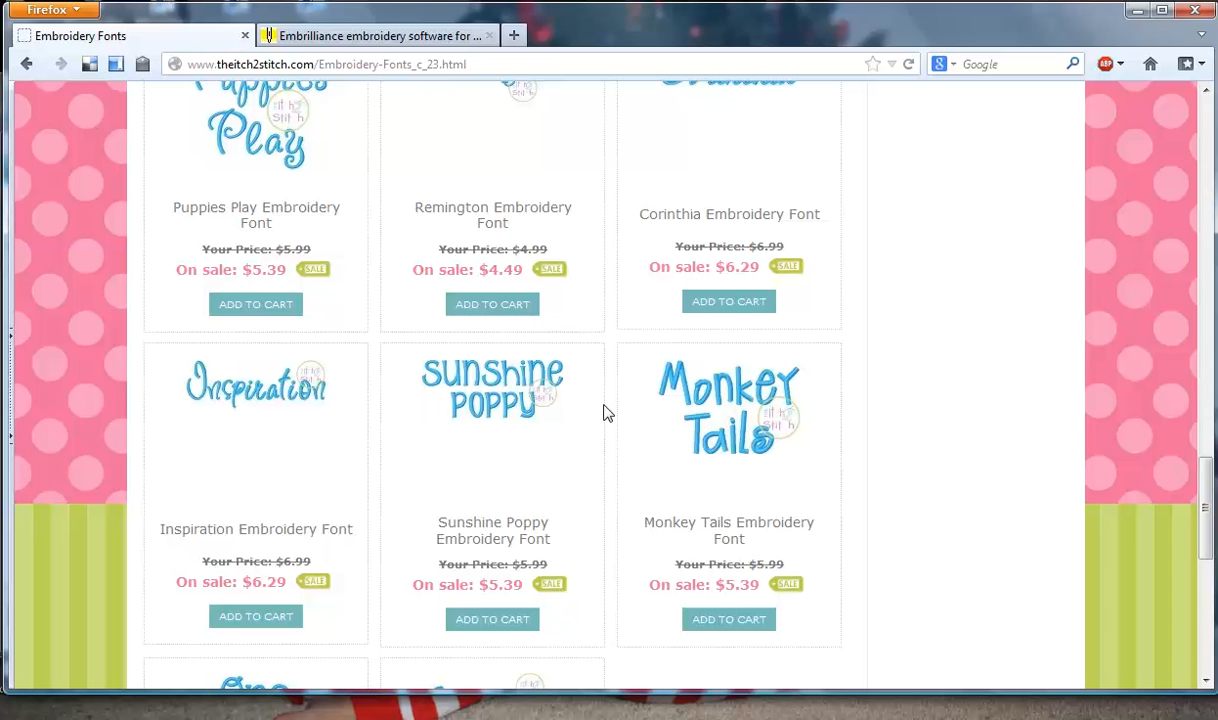 Firefox
Embroidery Fonts
Embrilliance embroidery software for ...
www.theitch2stitch.com/Embroidery-Fonts_c_23.html
Google
ABP
Puppies
Play
Puppies Play Embroidery
Font
Your Price: $5.99
On sale: $5.39 SALE
ADD TO CART
Remington Embroidery
Font
Your Price: $4.99
On sale: $4.49 SALE
ADD TO CART
Corinthia Embroidery Font
Your Price: $6.99
On sale: $6.29 SALE
ADD TO CART
Inspiration
Inspiration Embroidery Font
Your Price: $6.99
On sale: $6.29 SALE
ADD TO CART
Sunshine
Poppy
Sunshine Poppy
Embroidery Font
Your Price: $5.99
On sale: $5.39 SALE
ADD TO CART
Monkey
Tails
Monkey Tails Embroidery
Font
Your Price: $5.99
On sale: $5.39 SALE
ADD TO CART